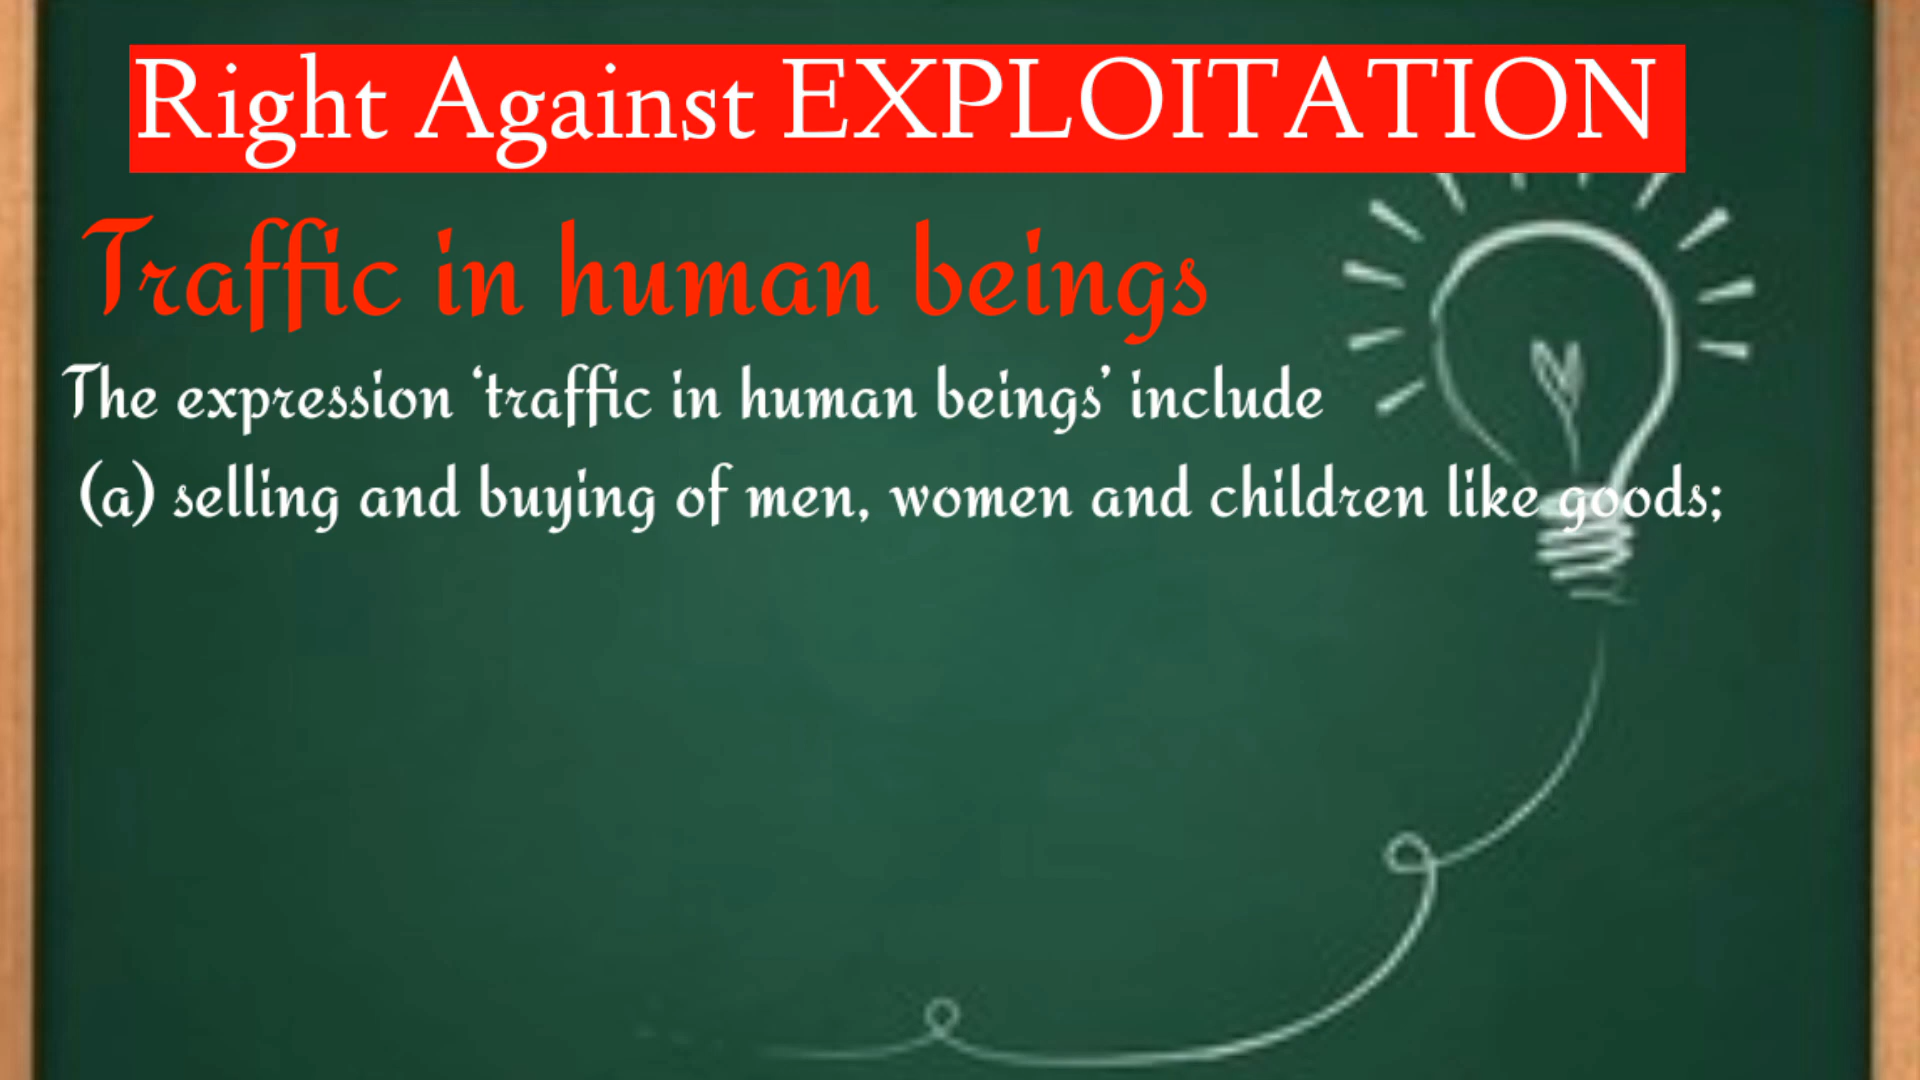 Right Against EXPLOITATION
Traffic in human beings
The expression ‘traffic in human beings’ include
(a) selling and buying of men, women and children like goods;